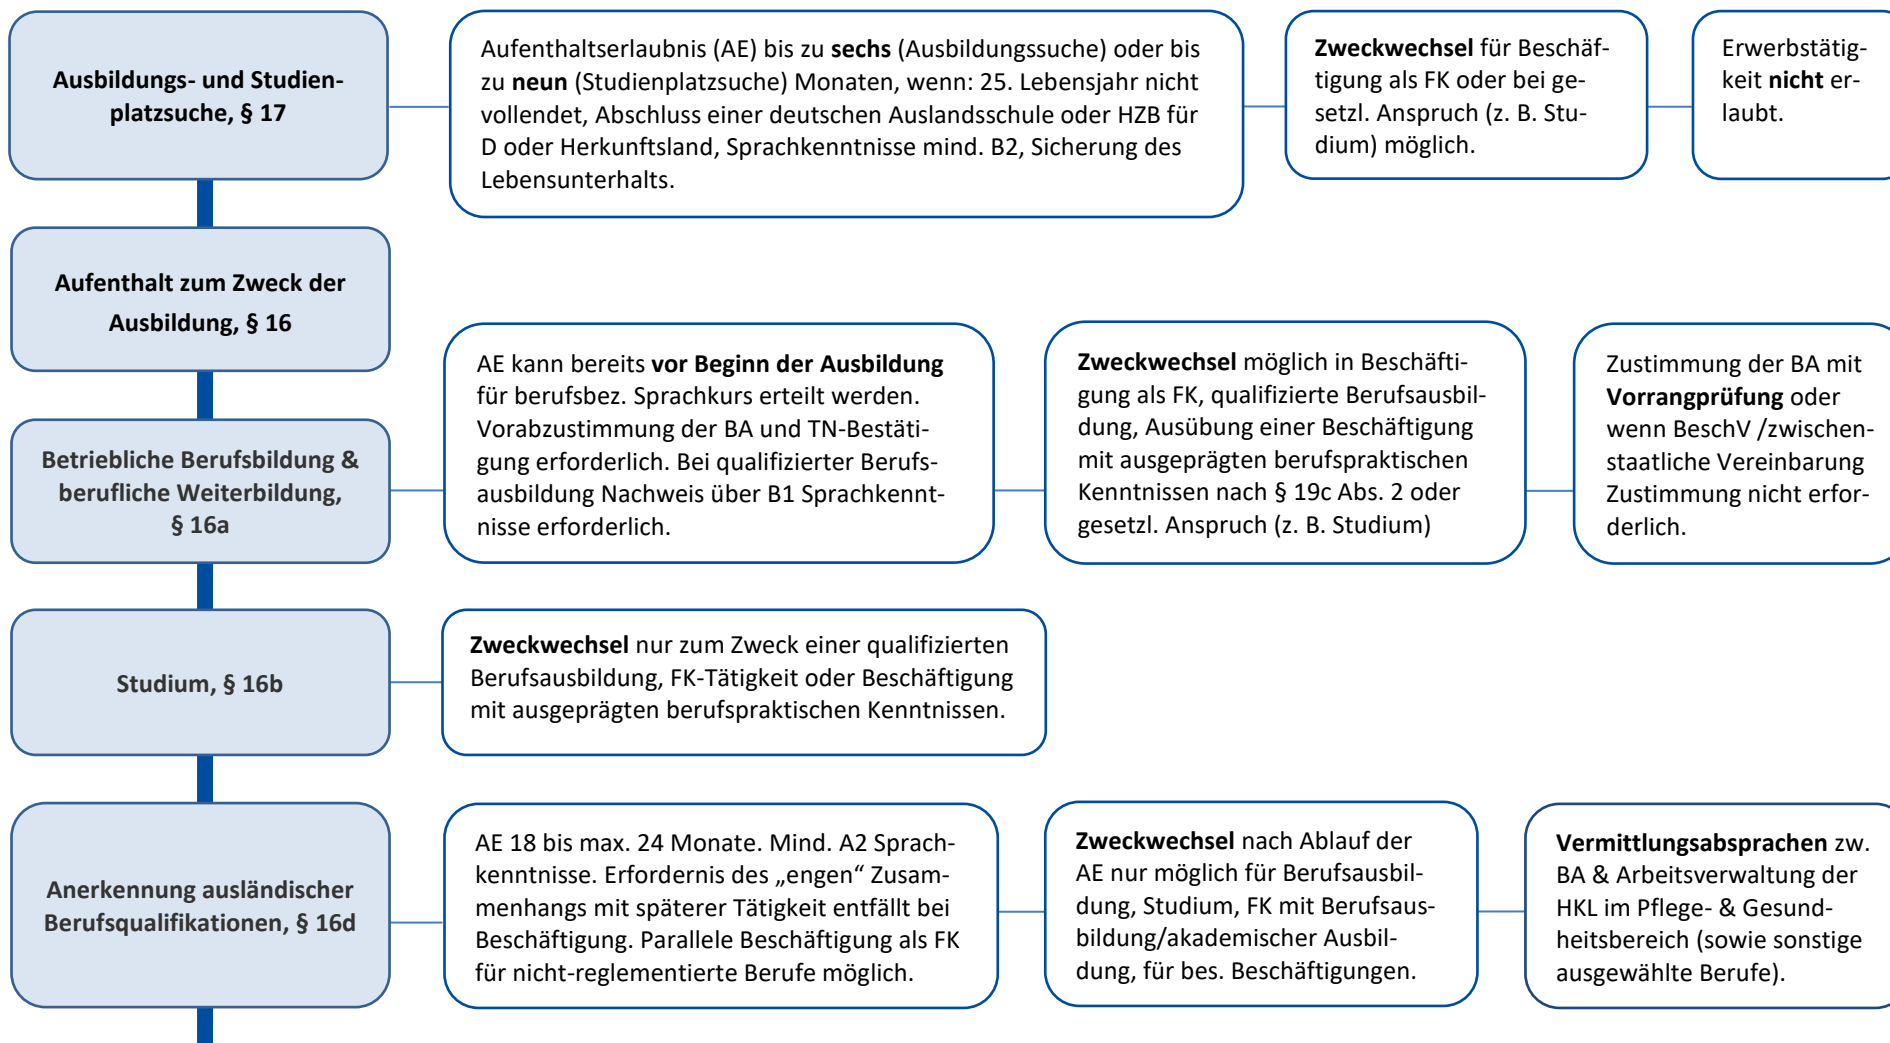 Ausbildungs- und Studien-
platzsuche, § 17
Aufenthaltserlaubnis (AE) bis zu sechs (Ausbildungssuche) oder bis
zu neun (Studienplatzsuche) Monaten, wenn: 25. Lebensjahr nicht
vollendet, Abschluss einer deutschen Auslandsschule oder HZB für
D oder Herkunftsland, Sprachkenntnisse mind. B2, Sicherung des
Lebensunterhalts.
Zweckwechsel für Beschäf-
tigung als FK oder bei ge-
setzl. Anspruch (z. B. Stu-
dium) möglich.
Erwerbstätig-
keit nicht er-
laubt.
Aufenthalt zum Zweck der
Ausbildung, § 16
Betriebliche Berufsbildung &
berufliche Weiterbildung,
§ 16a
AE kann bereits vor Beginn der Ausbildung
für berufsbez. Sprachkurs erteilt werden.
Vorabzustimmung der BA und TN-Bestäti-
gung erforderlich. Bei qualifizierter Berufs-
ausbildung Nachweis über B1 Sprachkennt-
nisse erforderlich.
Zweckwechsel möglich in Beschäfti-
gung als FK, qualifizierte Berufsausbil-
dung, Ausübung einer Beschäftigung
mit ausgeprägten berufspraktischen
Kenntnissen nach § 19c Abs. 2 oder
gesetzl. Anspruch (z. B. Studium)
Zustimmung der BA mit
Vorrangprüfung oder
wenn BeschV /zwischen-
staatliche Vereinbarung
Zustimmung nicht erfor-
derlich.
Studium, § 16b
Zweckwechsel nur zum Zweck einer qualifizierten
Berufsausbildung, FK-Tätigkeit oder Beschäftigung
mit ausgeprägten berufspraktischen Kenntnissen.
Anerkennung ausländischer
Berufsqualifikationen, § 16d
AE 18 bis max. 24 Monate. Mind. A2 Sprach-
kenntnisse. Erfordernis des „engen“ Zusam-
menhangs mit späterer Tätigkeit entfällt bei
Beschäftigung. Parallele Beschäftigung als FK
für nicht-reglementierte Berufe möglich.
Zweckwechsel nach Ablauf der
AE nur möglich für Berufsausbil-
dung, Studium, FK mit Berufsaus-
bildung/akademischer Ausbil-
dung, für bes. Beschäftigungen.
Vermittlungsabsprachen zw.
BA & Arbeitsverwaltung der
HKL im Pflege- & Gesund-
heitsbereich (sowie sonstige
ausgewählte Berufe).